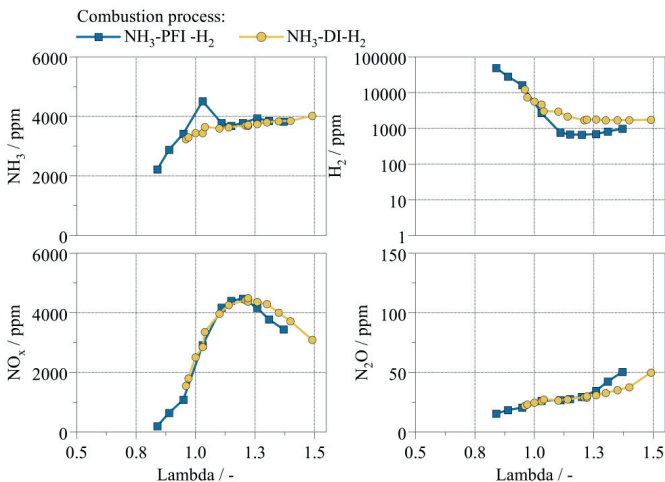 Combustion process:
NH₃-PFI -H₂ NH₃-DI-H₂
NH₃ / ppm
6000
4000
2000
0
H₂ / ppm
100000
10000
1000
100
1
NOₓ / ppm
6000
4000
2000
0
0.5 0.8 1.0 1.3 1.5
Lambda / -
N₂O / ppm
150
100
50
0
0.5 0.8 1.0 1.3 1.5
Lambda / -